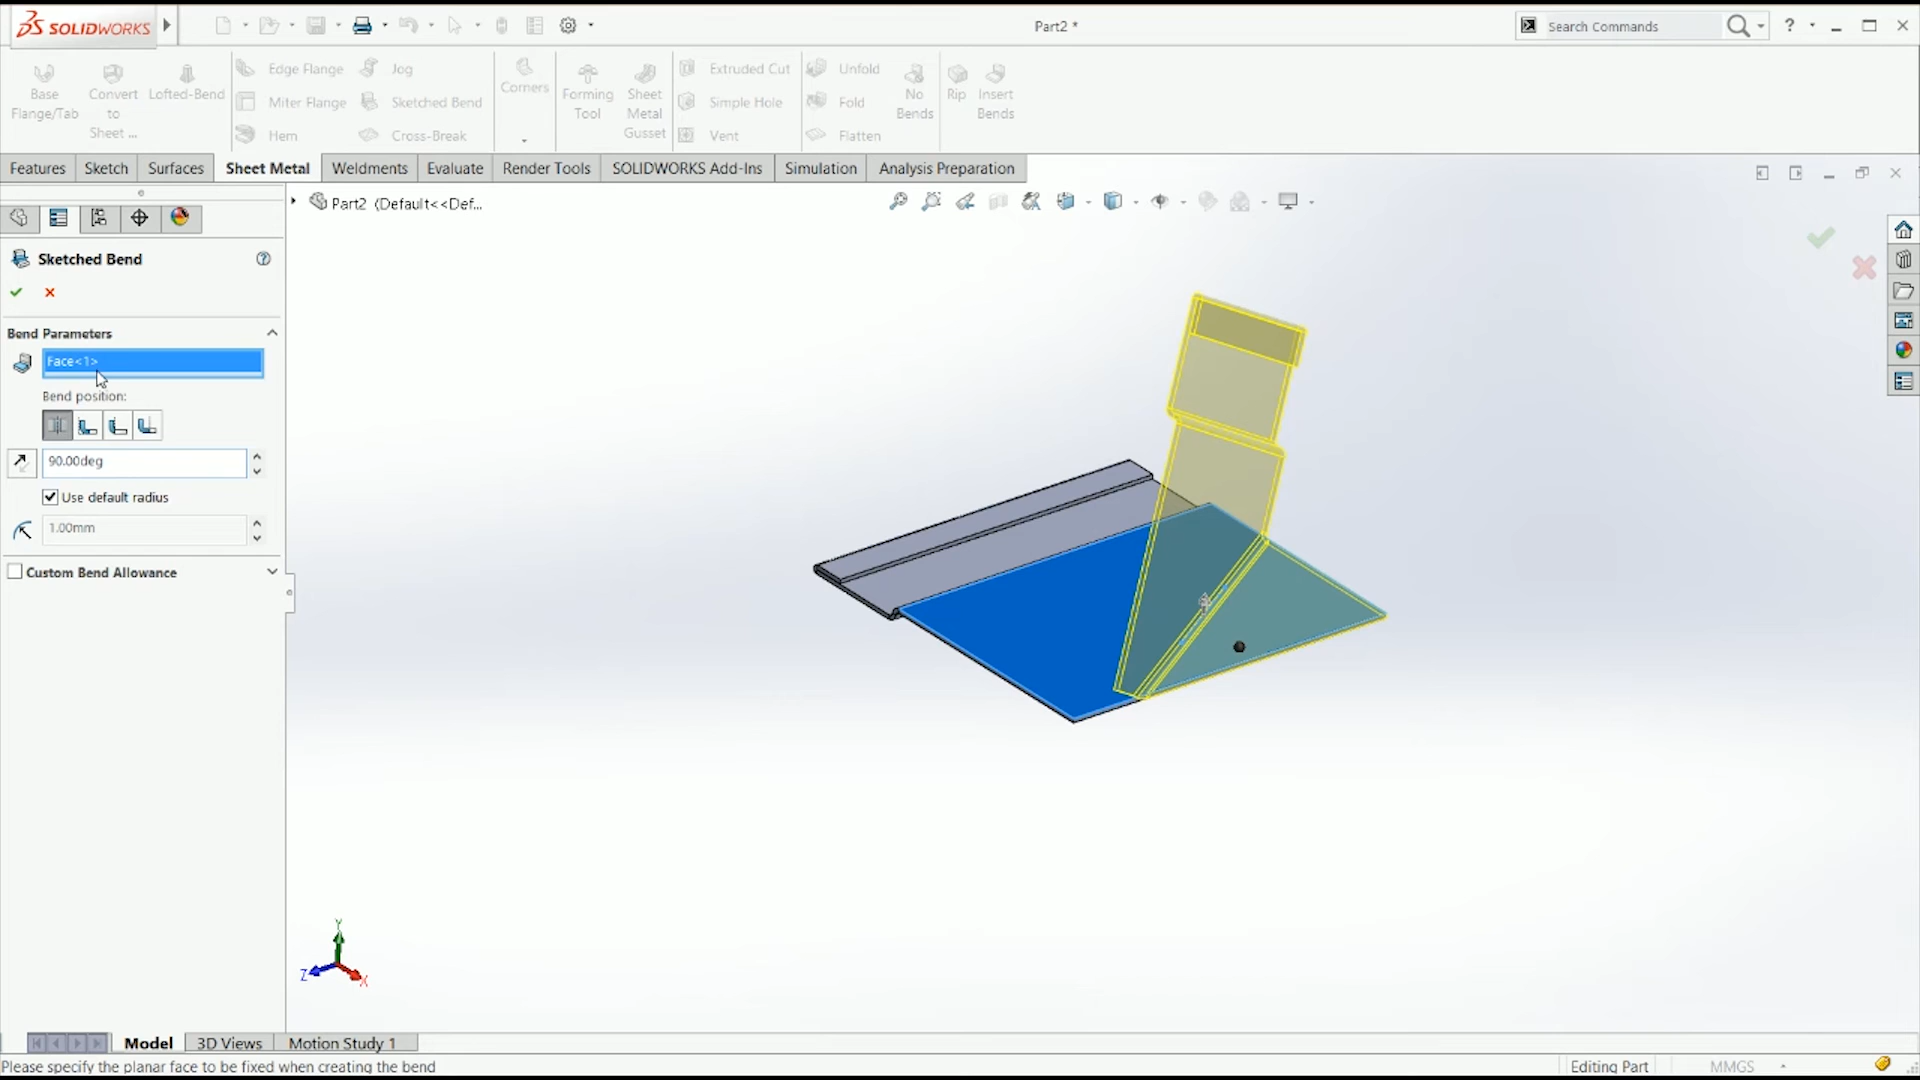 SOLIDWORKS
Part2 *
Search Commands
?
Base Flange/Tab
Convert to Sheet ...
Lofted-Bend
Edge Flange
Miter Flange
Hem
Jog
Sketched Bend
Cross-Break
Corners
Forming Tool
Sheet Metal Gusset
Extruded Cut
Simple Hole
Vent
Unfold
Fold
Flatten
No Bends
Rip
Insert Bends
Features
Sketch
Surfaces
Sheet Metal
Weldments
Evaluate
Render Tools
SOLIDWORKS Add-Ins
Simulation
Analysis Preparation
Part2 (Default<<Def...
Sketched Bend
Bend Parameters
Face<1>
Bend position:
90.00deg
Use default radius
1.00mm
Custom Bend Allowance
Y
Z
X
Model
3D Views
Motion Study 1
Please specify the planar face to be fixed when creating the bend
Editing Part
MMGS